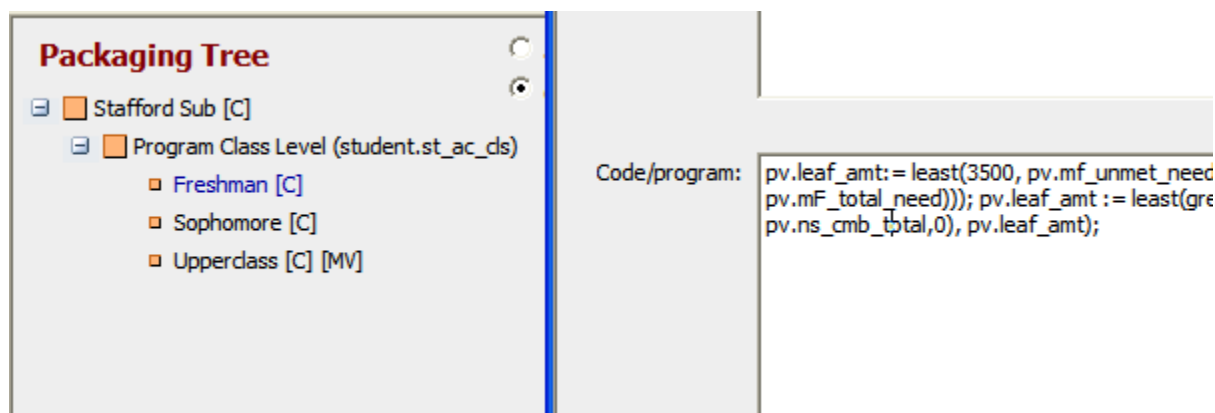 Packaging Tree
Stafford Sub [C]
Program Class Level (student.st_ac_cls)
Freshman [C]
Sophomore [C]
Upperclass [C] [MV]
Code/program:
pv.leaf_amt:= least(3500, pv.mf_unmet_need
pv.mF_total_need))); pv.leaf_amt := least(gre
pv.ns_cmb_total,0), pv.leaf_amt);